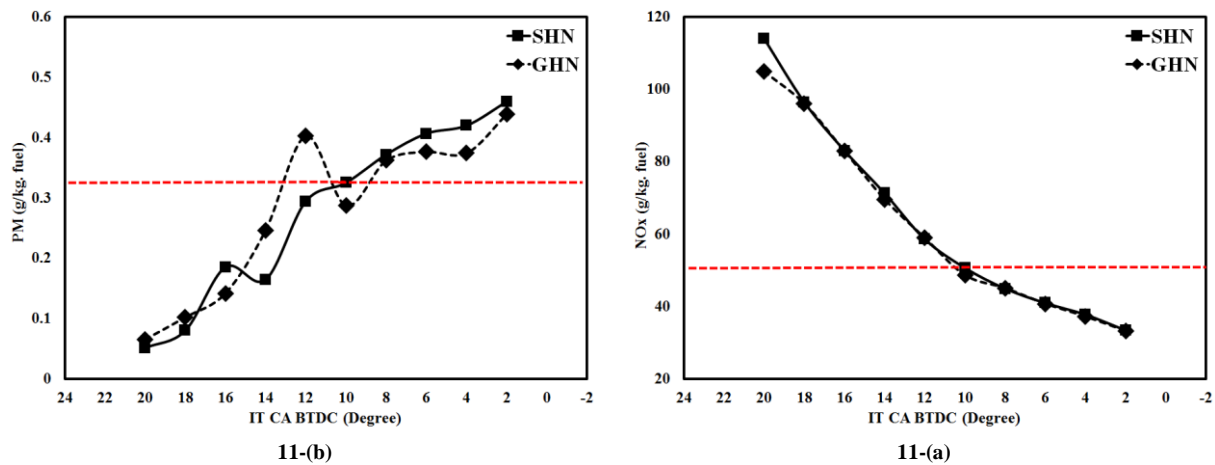 0.6
0.5
0.4
0.3
0.2
0.1
0
PM (g/kg. fuel)
SHN
GHN
24 22 20 18 16 14 12 10 8 6 4 2 0 -2
IT CA BTDC (Degree)
11-(b)
120
100
80
60
40
20
NOx (g/kg. fuel)
SHN
GHN
24 22 20 18 16 14 12 10 8 6 4 2 0 -2
IT CA BTDC (Degree)
11-(a)